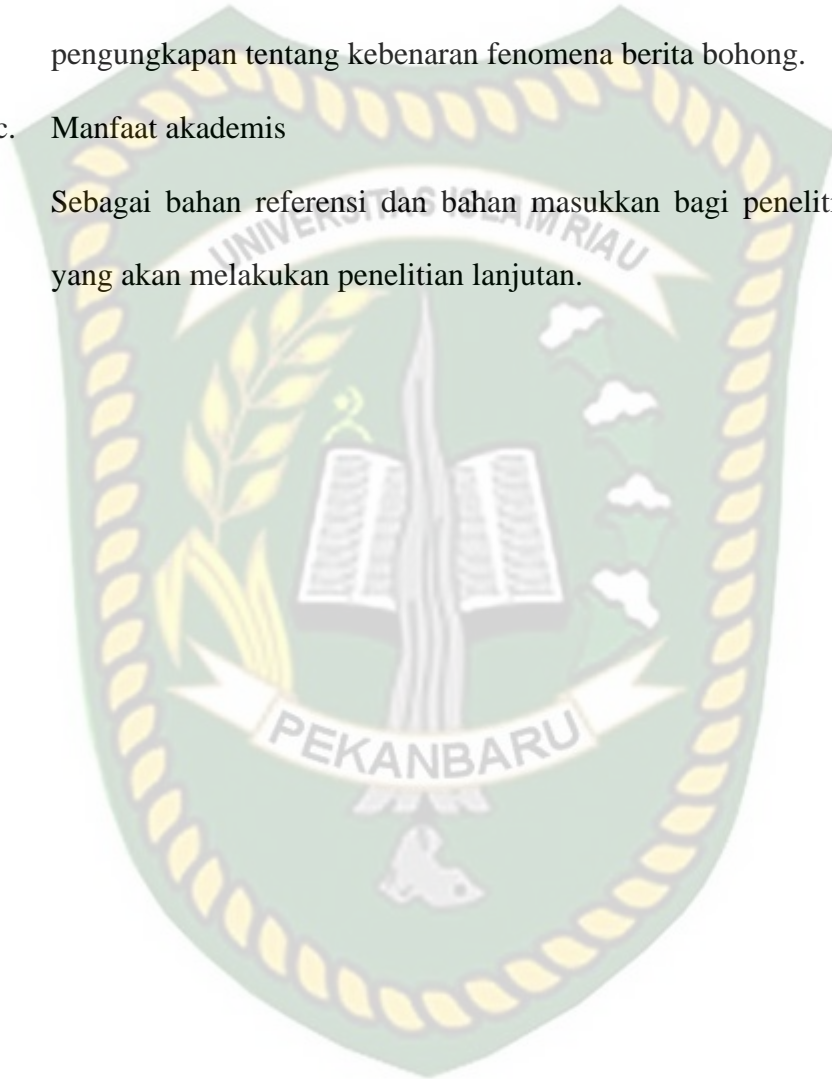 pengungkapan tentang kebenaran fenomena berita bohong.
c. Manfaat akademis
Sebagai bahan referensi dan bahan masukkan bagi peneliti
yang akan melakukan penelitian lanjutan.
UNIVERSITAS ISLAM RIAU
PEKANBARU